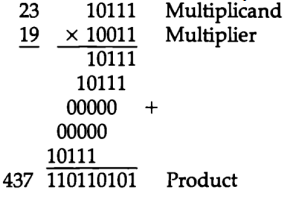 23 10111 Multiplicand
19 × 10011 Multiplier
10111
10111
00000 +
00000
10111
437 110110101 Product